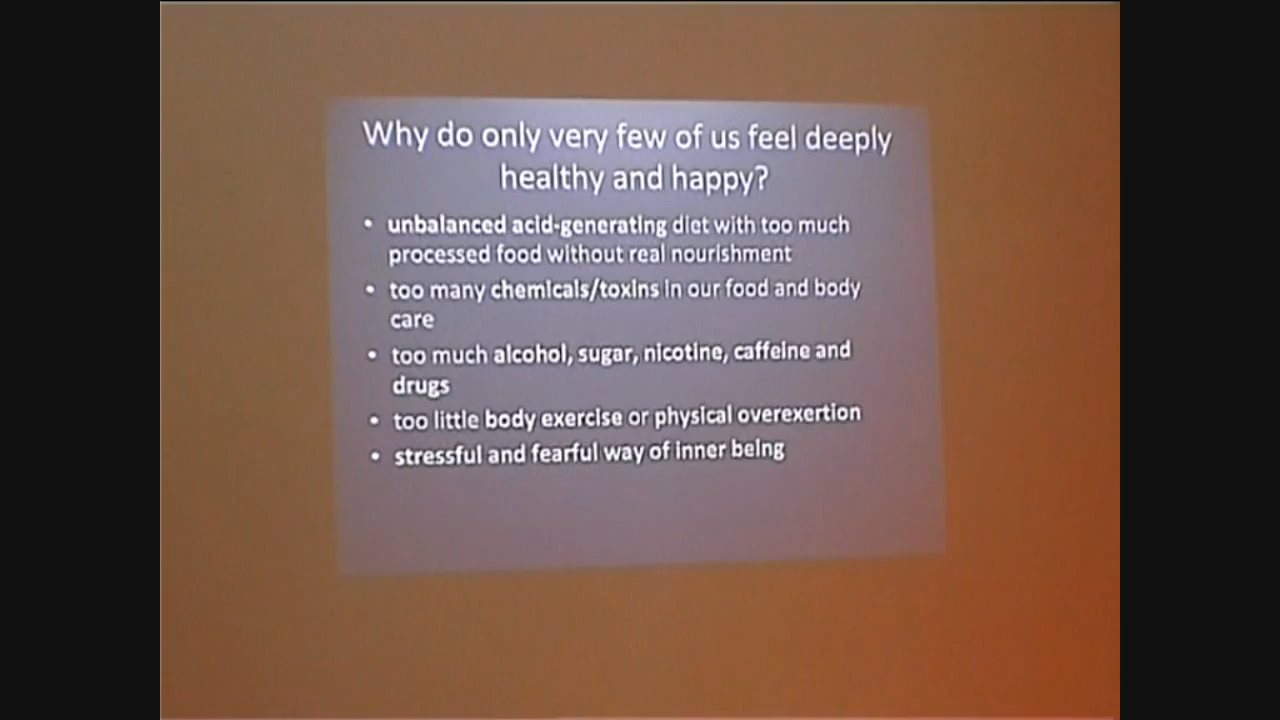 Why do only very few of us feel deeply
healthy and happy?
• unbalanced acid-generating diet with too much
processed food without real nourishment
• too many chemicals/toxins in our food and body
care
• too much alcohol, sugar, nicotine, caffeine and
drugs
• too little body exercise or physical overexertion
• stressful and fearful way of inner being